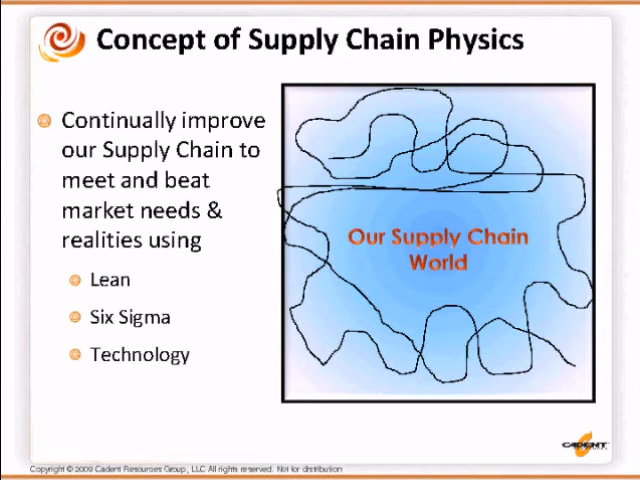 Concept of Supply Chain Physics
Continually improve
our Supply Chain to
meet and beat
market needs &
realities using
Lean
Six Sigma
Technology
Our Supply Chain
World
CADENT
Copyright © 2009 Cadent Resources Group, LLC All rights reserved. Not for distribution